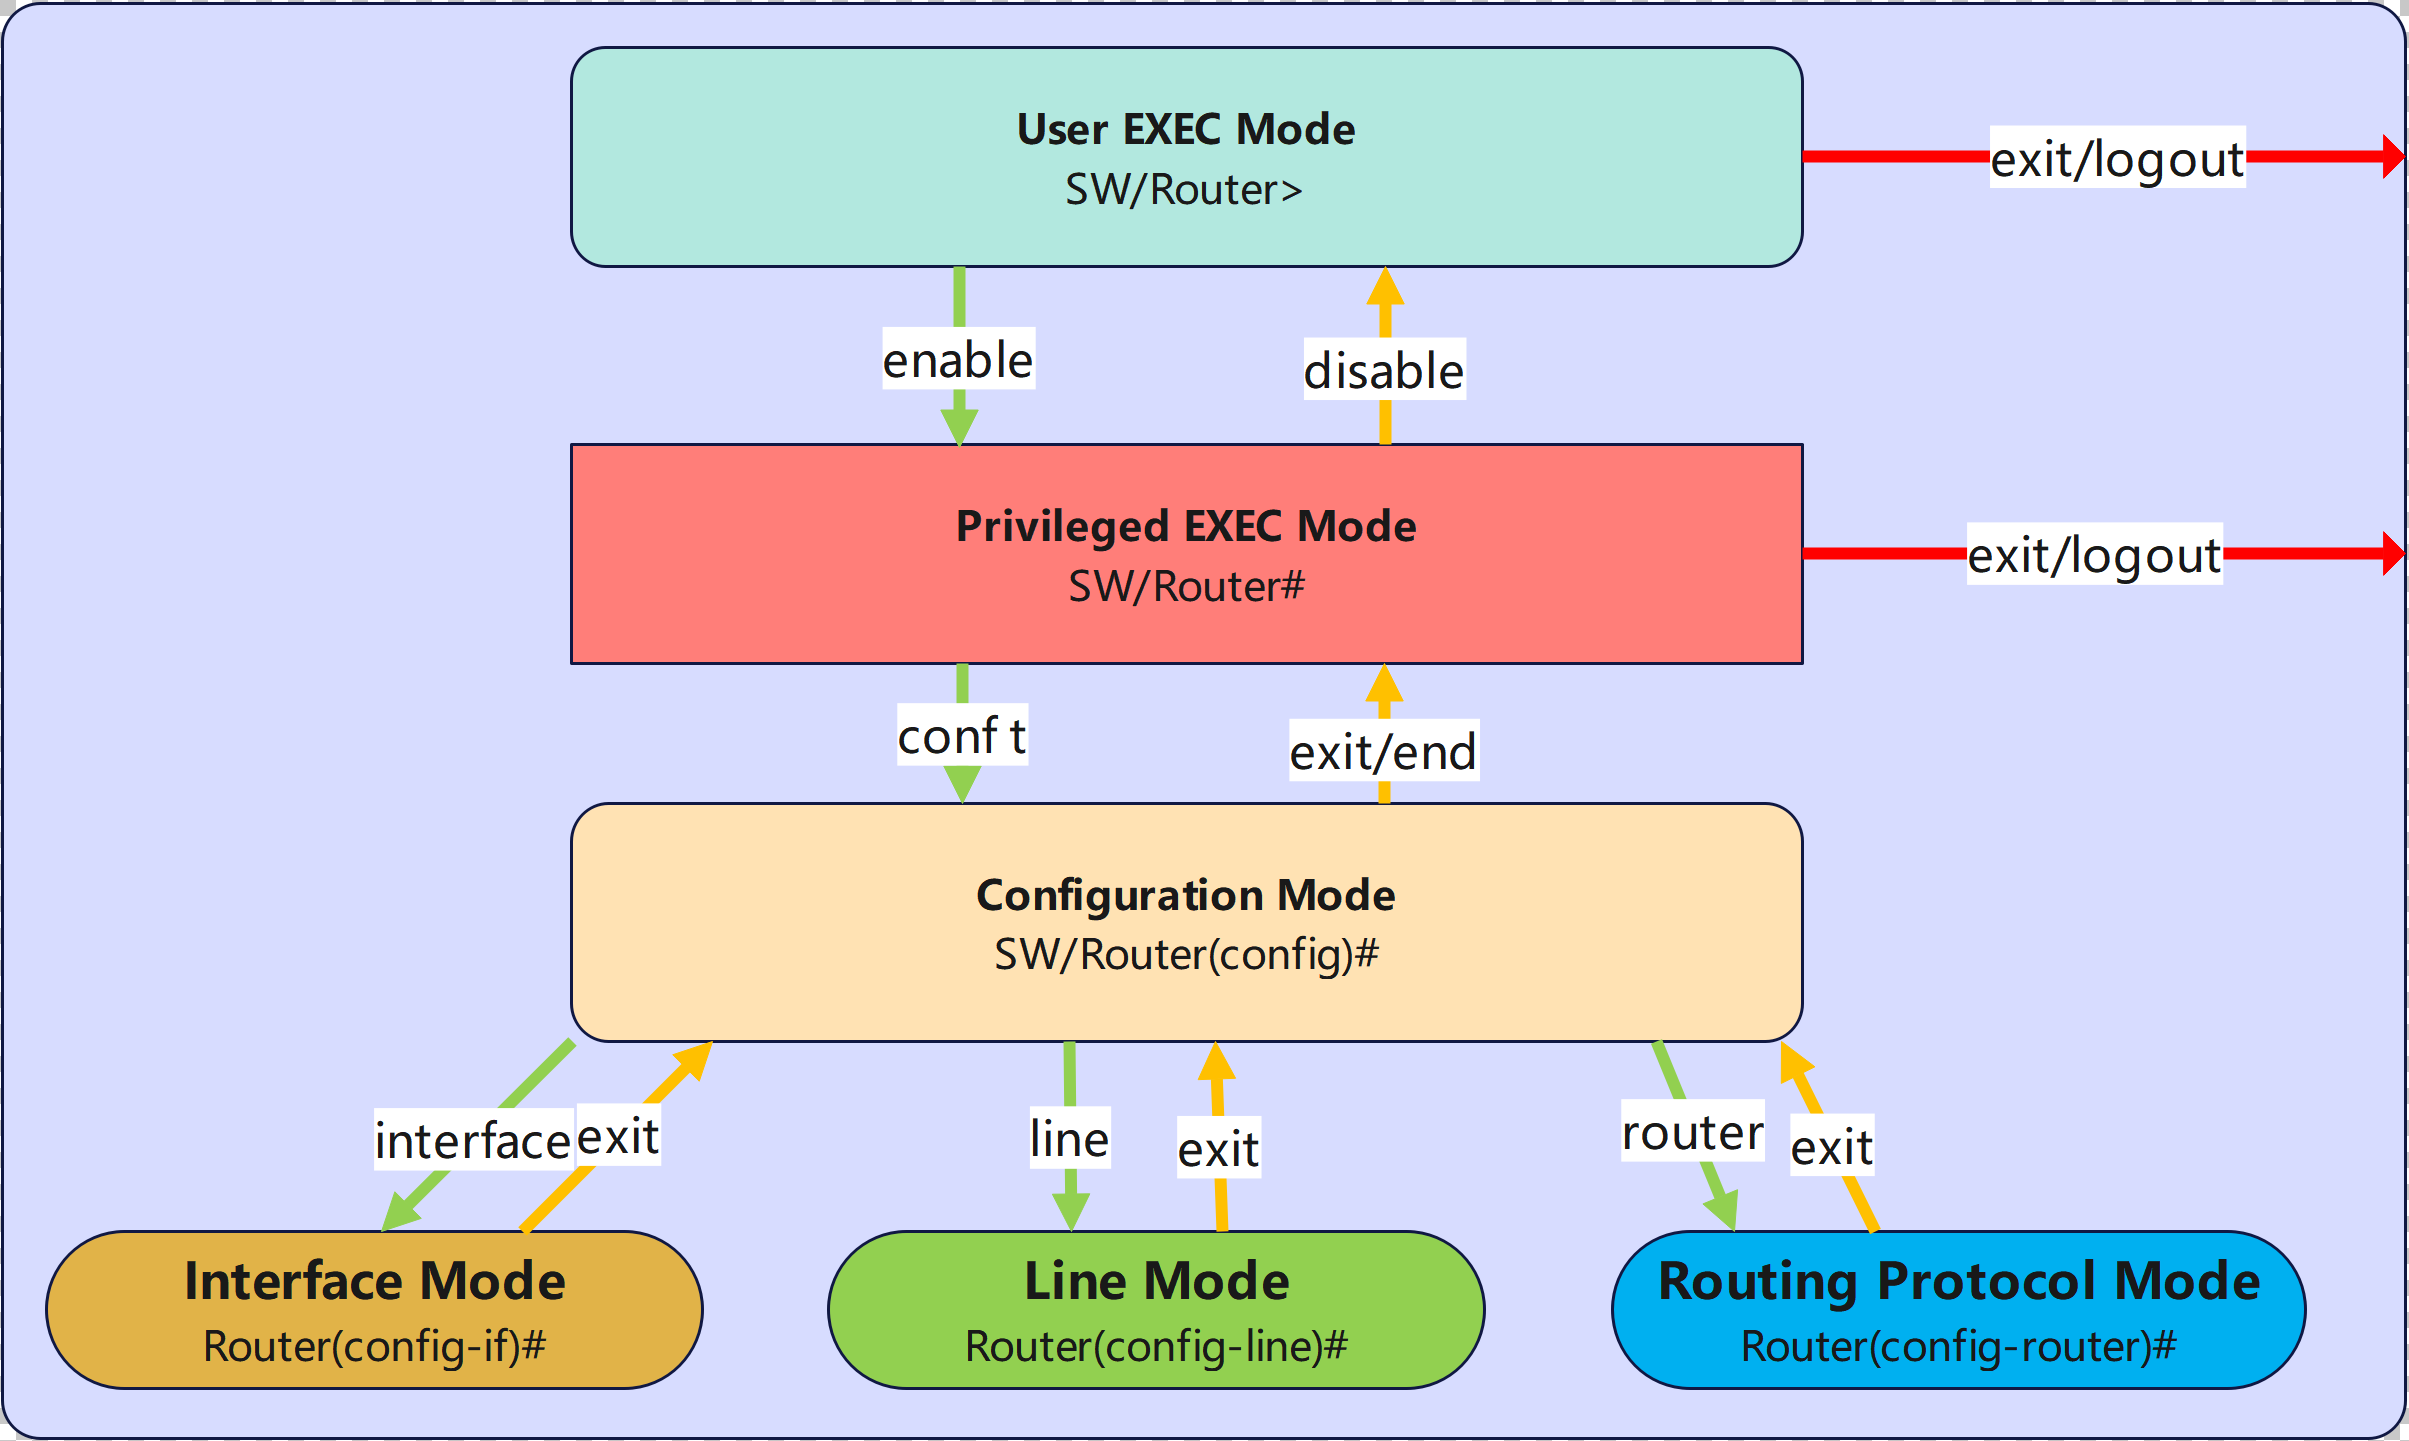 User EXEC Mode
SW/Router>
exit/logout
enable
disable
Privileged EXEC Mode
SW/Router#
exit/logout
conf t
exit/end
Configuration Mode
SW/Router(config)#
interface
exit
line
exit
router
exit
Interface Mode
Router(config-if)#
Line Mode
Router(config-line)#
Routing Protocol Mode
Router(config-router)#